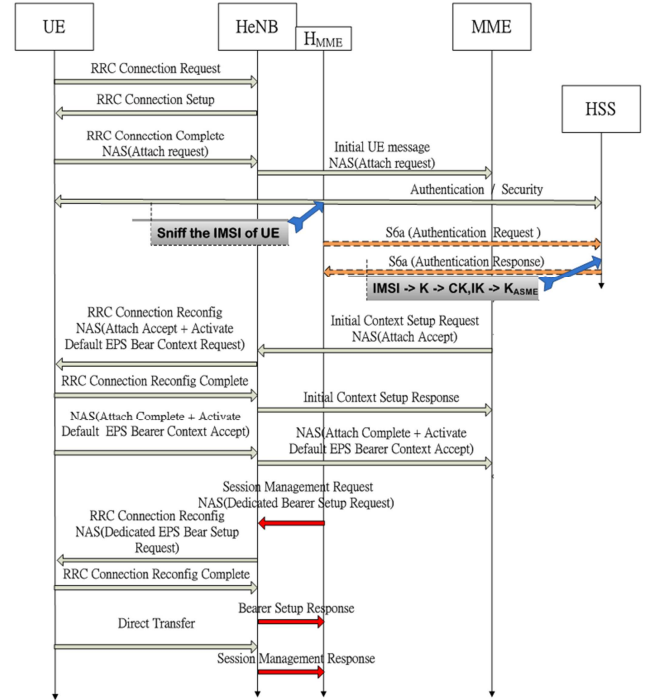 UE
HeNB
H_MME
MME
HSS
RRC Connection Request
RRC Connection Setup
RRC Connection Complete
NAS(Attach request)
Initial UE message
NAS(Attach request)
Authentication / Security
Sniff the IMSI of UE
S6a (Authentication Request )
S6a (Authentication Response)
IMSI -> K -> CK,IK -> K_ASME
RRC Connection Reconfig
NAS(Attach Accept + Activate
Default EPS Bear Context Request)
Initial Context Setup Request
NAS(Attach Accept)
RRC Connection Reconfig Complete
Initial Context Setup Response
NAS(Attach Complete + Activate
Default EPS Bearer Context Accept)
NAS(Attach Complete + Activate
Default EPS Bearer Context Accept)
Session Management Request
NAS(Dedicated Bearer Setup Request)
RRC Connection Reconfig
NAS(Dedicated EPS Bear Setup
Request)
RRC Connection Reconfig Complete
Bearer Setup Response
Direct Transfer
Session Management Response